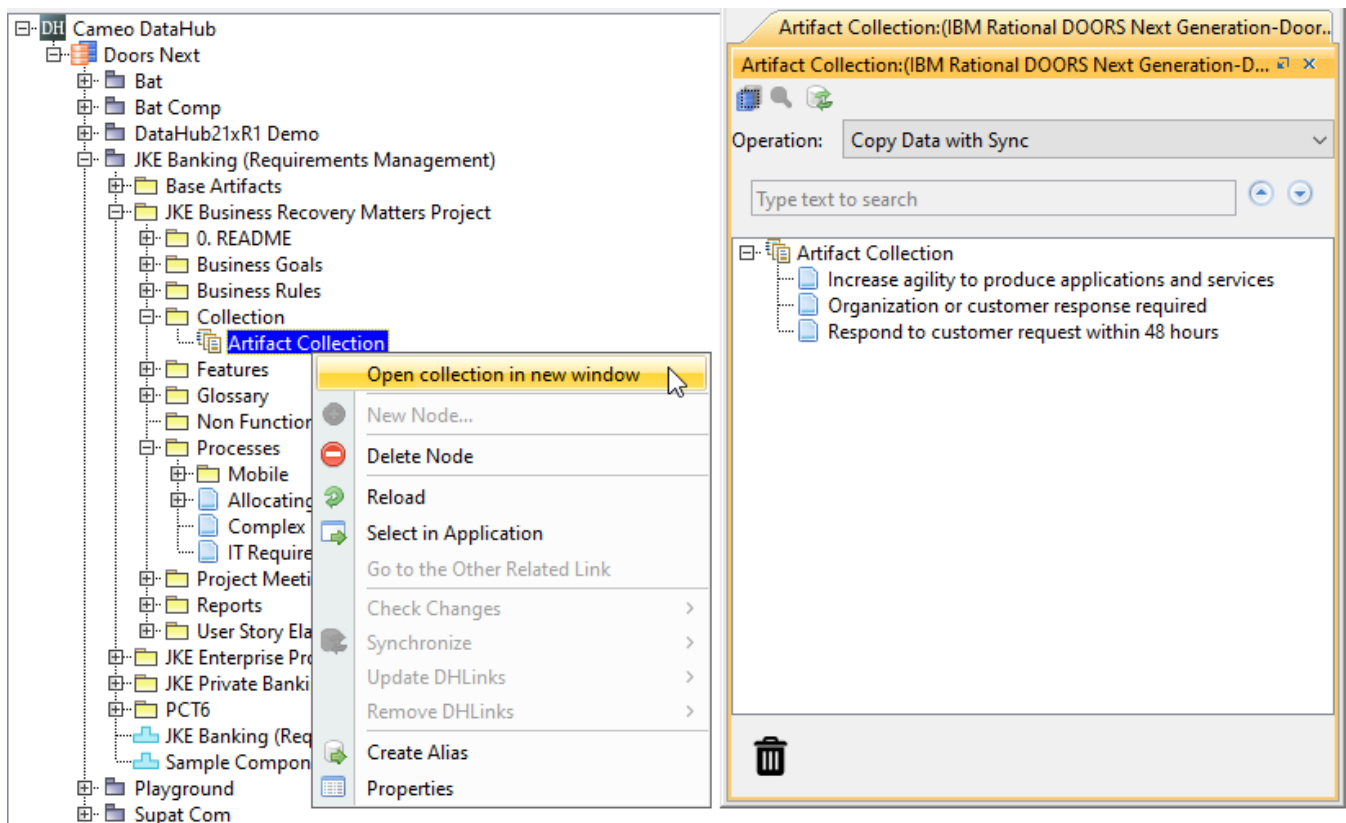 DH Cameo DataHub
Doors Next
Bat
Bat Comp
DataHub21xR1 Demo
JKE Banking (Requirements Management)
Base Artifacts
JKE Business Recovery Matters Project
0. README
Business Goals
Business Rules
Collection
Artifact Collection
Features
Glossary
Non Function
Processes
Mobile
Allocating
Complex
IT Require
Project Meeti
Reports
User Story Ela
JKE Enterprise Pro
JKE Private Banki
PCT6
JKE Banking (Req
Sample Compon
Playground
Supat Com
Open collection in new window
New Node...
Delete Node
Reload
Select in Application
Go to the Other Related Link
Check Changes
Synchronize
Update DHLinks
Remove DHLinks
Create Alias
Properties
Artifact Collection:(IBM Rational DOORS Next Generation-Door..
Artifact Collection:(IBM Rational DOORS Next Generation-D...
Operation: Copy Data with Sync
Type text to search
Artifact Collection
Increase agility to produce applications and services
Organization or customer response required
Respond to customer request within 48 hours